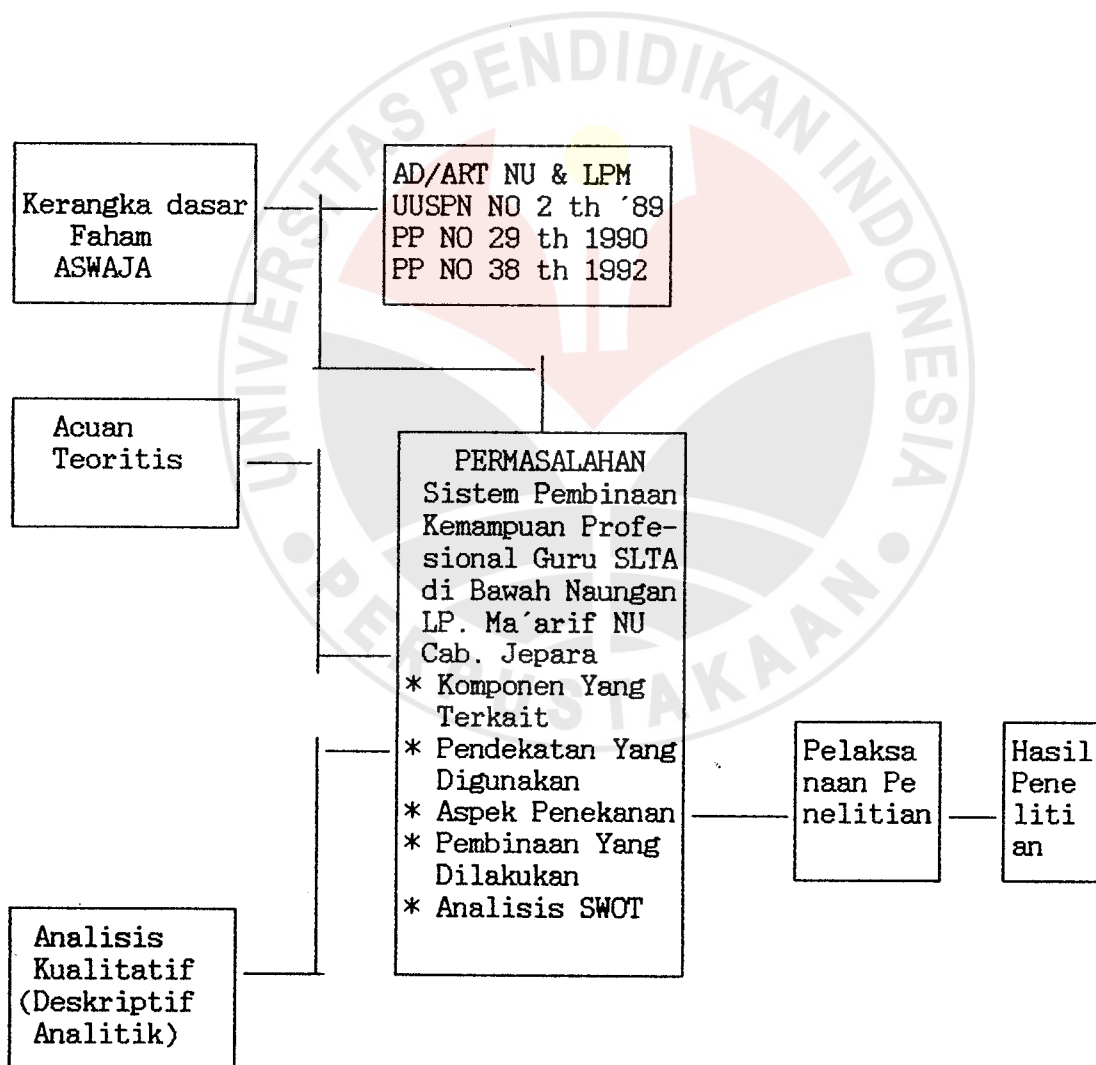 Kerangka dasar
Faham
ASWAJA
AD/ART NU & LPM
UUSPN NO 2 th ´89
PP NO 29 th 1990
PP NO 38 th 1992
Acuan
Teoritis
PERMASALAHAN
Sistem Pembinaan
Kemampuan Profe-
sional Guru SLTA
di Bawah Naungan
LP. Ma´arif NU
Cab. Jepara
* Komponen Yang
Terkait
* Pendekatan Yang
Digunakan
* Aspek Penekanan
* Pembinaan Yang
Dilakukan
* Analisis SWOT
Pelaksa
naan Pe
nelitian
Hasil
Pene
liti
an
Analisis
Kualitatif
(Deskriptif
Analitik)
UNIVERSITAS PENDIDIKAN INDONESIA
PERPUSTAKAAN